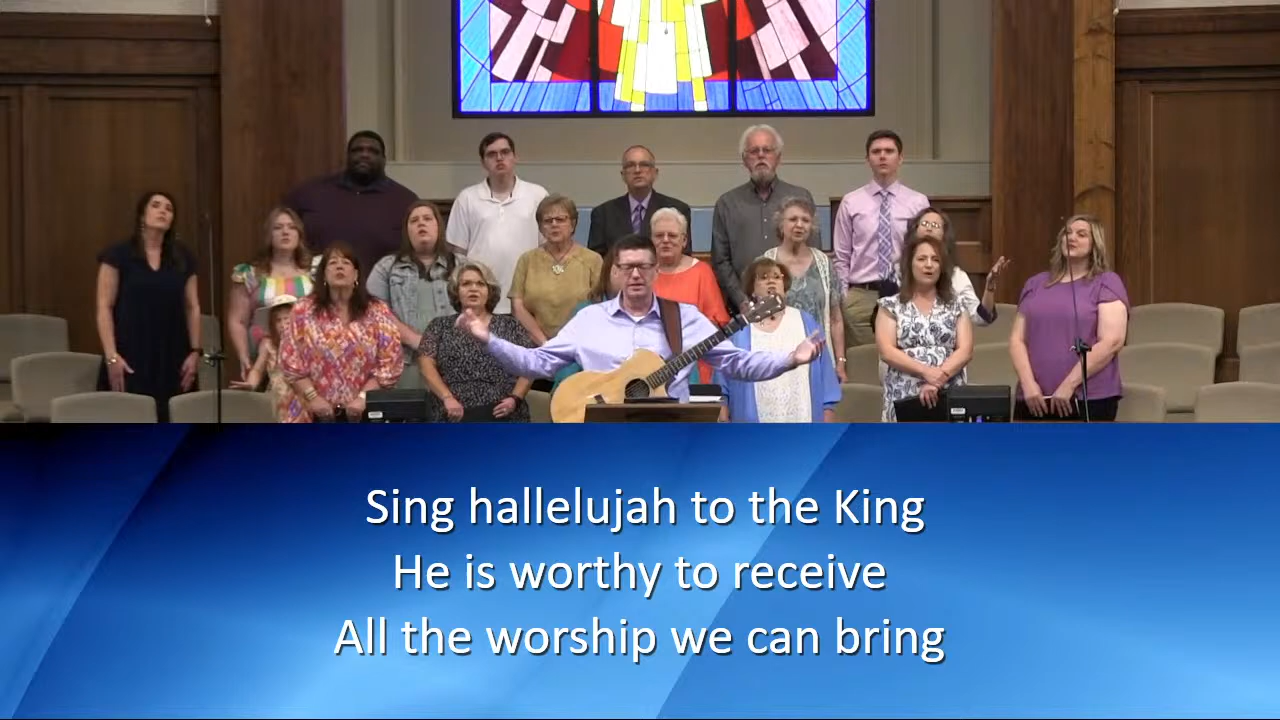 Sing hallelujah to the King
He is worthy to receive
All the worship we can bring